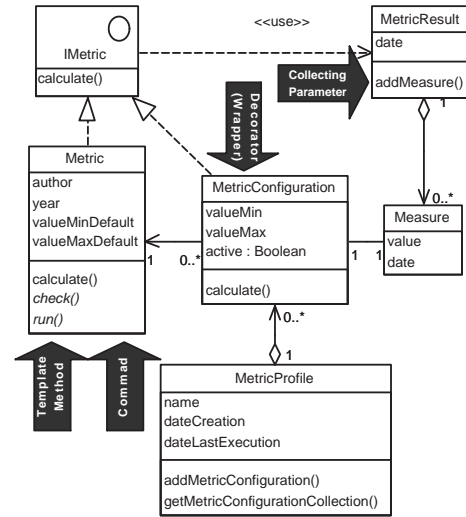 IMetric
calculate()
<<use>>
MetricResult
date
addMeasure()
Collecting
Parameter
1
0..*
Decorator
(Wrapper)
Metric
author
year
valueMinDefault
valueMaxDefault
calculate()
check()
run()
1
0..*
MetricConfiguration
valueMin
valueMax
active : Boolean
calculate()
1
1
Measure
value
date
0..*
1
Template
Method
Commad
MetricProfile
name
dateCreation
dateLastExecution
addMetricConfiguration()
getMetricConfigurationCollection()